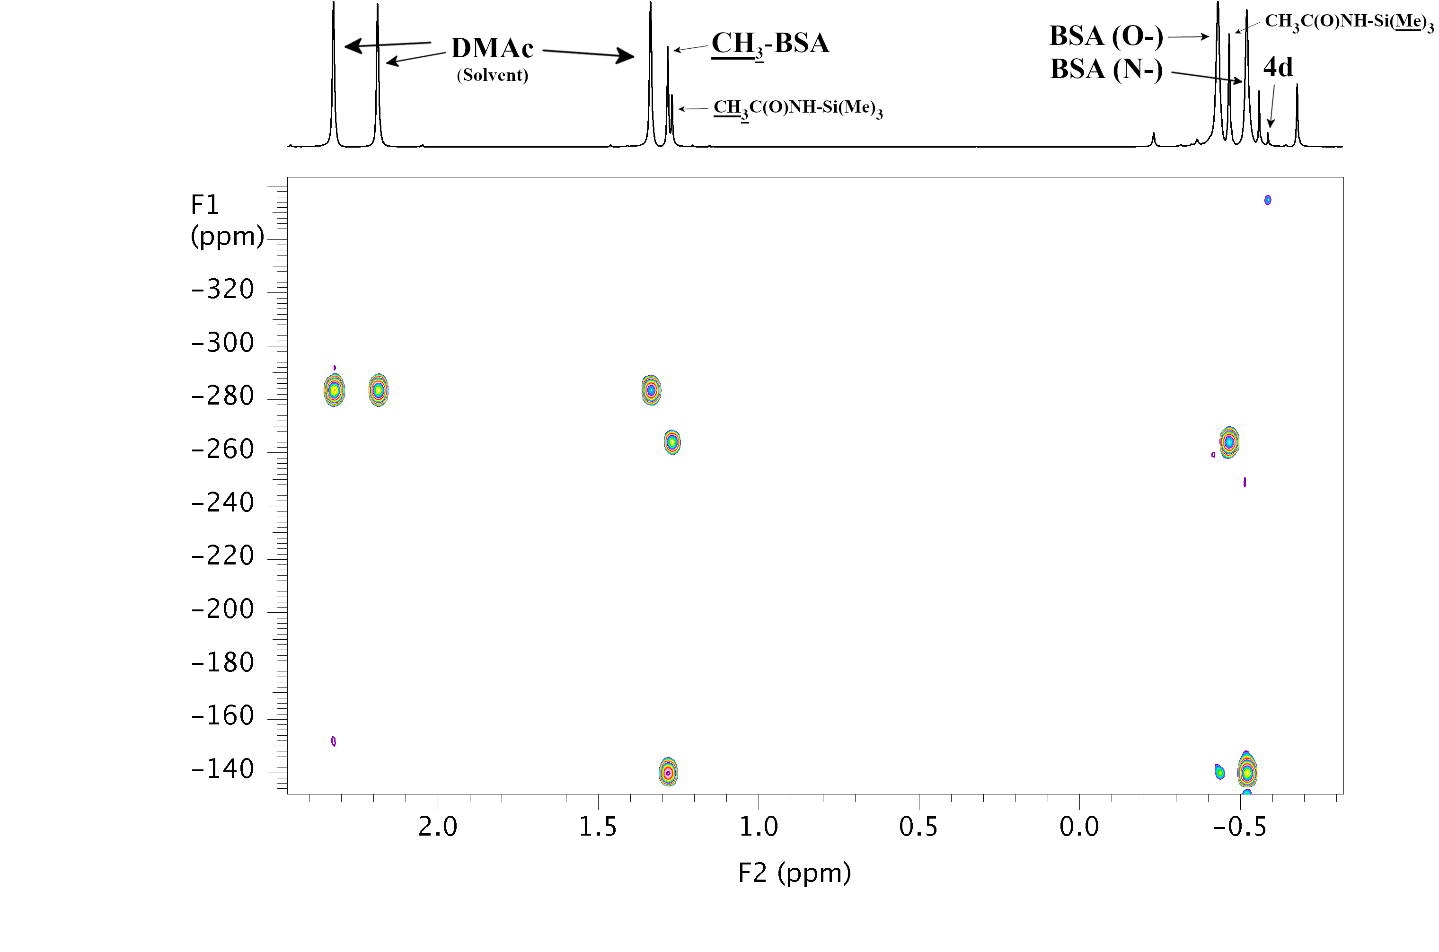 DMAc
(Solvent)
CH3-BSA
CH3C(O)NH-Si(Me)3
BSA (O-)
BSA (N-)
CH3C(O)NH-Si(Me)3
4d
F1
(ppm)
−320
−300
−280
−260
−240
−220
−200
−180
−160
−140
2.0
1.5
1.0
0.5
0.0
−0.5
F2 (ppm)